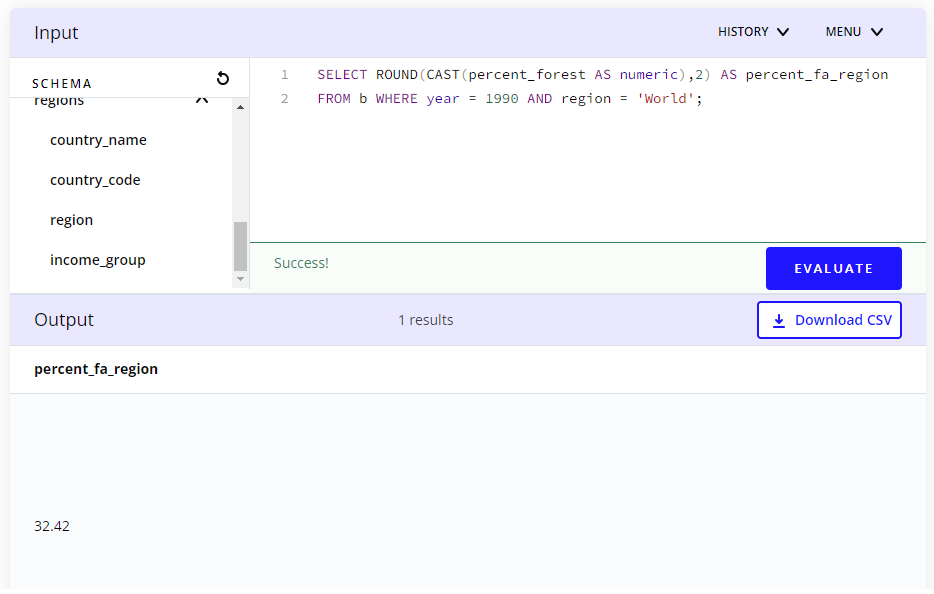 Input
HISTORY
MENU
SCHEMA
regions
country_name
country_code
region
income_group
1 SELECT ROUND(CAST(percent_forest AS numeric),2) AS percent_fa_region
2 FROM b WHERE year = 1990 AND region = 'World';
Success!
EVALUATE
Output
1 results
Download CSV
percent_fa_region
32.42